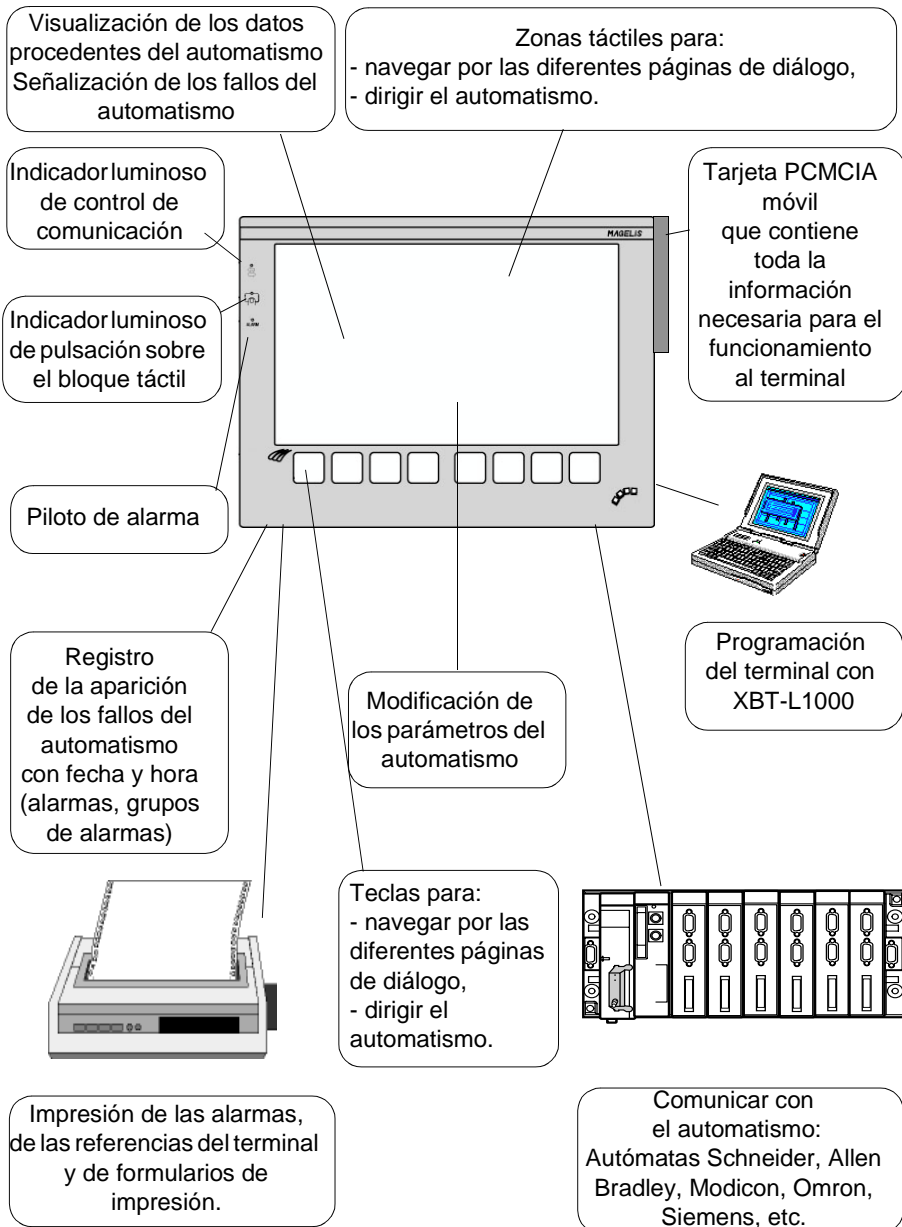 Visualización de los datos
procedentes del automatismo
Señalización de los fallos del
automatismo
Zonas táctiles para:
- navegar por las diferentes páginas de diálogo,
- dirigir el automatismo.
Indicador luminoso
de control de
comunicación
Tarjeta PCMCIA
móvil
que contiene
toda la
información
necesaria para el
funcionamiento
al terminal
MAGELIS
Indicador luminoso
de pulsación sobre
el bloque táctil
ALARM
Piloto de alarma
Registro
de la aparición
de los fallos del
automatismo
con fecha y hora
(alarmas, grupos
de alarmas)
Modificación de
los parámetros del
automatismo
Programación
del terminal con
XBT-L1000
Teclas para:
- navegar por las
diferentes páginas
de diálogo,
- dirigir el
automatismo.
Impresión de las alarmas,
de las referencias del terminal
y de formularios de
impresión.
Comunicar con
el automatismo:
Autómatas Schneider, Allen
Bradley, Modicon, Omron,
Siemens, etc.